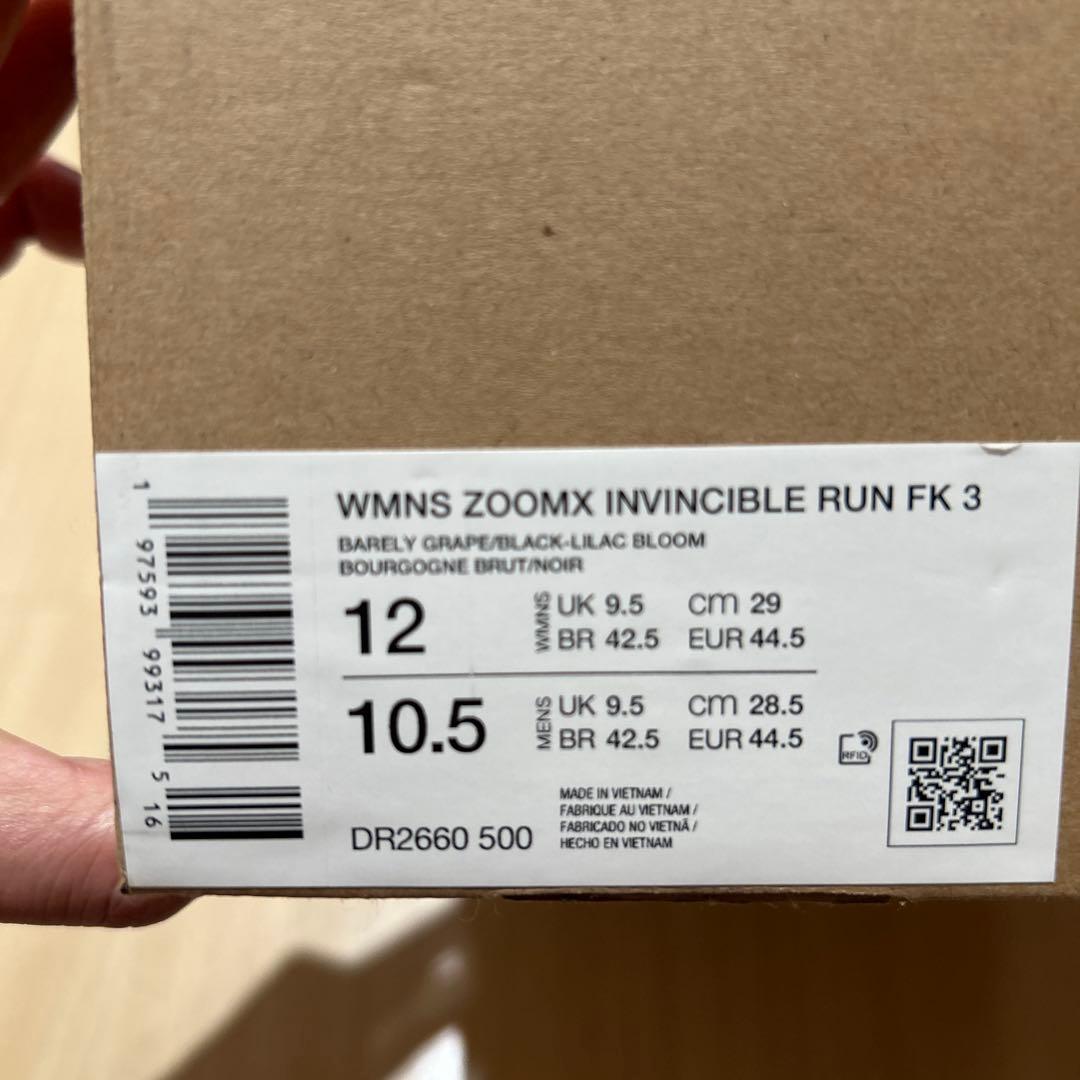 WMNS ZOOMX INVINCIBLE RUN FK 3
BARELY GRAPE/BLACK-LILAC BLOOM
BOURGOGNE BRUT/NOIR
12 WMNS UK 9.5 cm 29
BR 42.5 EUR 44.5
10.5 MENS UK 9.5 cm 28.5
BR 42.5 EUR 44.5
RFID
MADE IN VIETNAM /
FABRIQUE AU VIETNAM /
FABRICADO NO VIETNÃ /
HECHO EN VIETNAM
DR2660 500
1 97593 99317 5 16